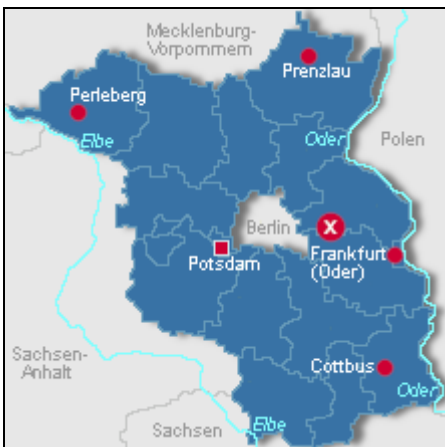 Mecklenburg-
Vorpommern
Prenzlau
Perleberg
Elbe
Oder
Polen
Berlin
X
Potsdam
Frankfurt
(Oder)
Sachsen-
Anhalt
Cottbus
Oder
Elbe
Sachsen